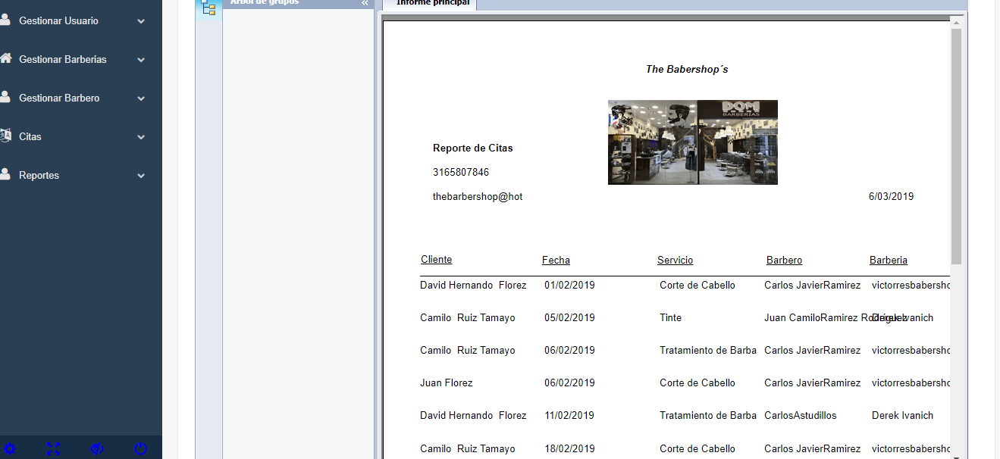 Gestionar Usuario
Gestionar Barberias
Gestionar Barbero
Citas
Reportes
Árbol de grupos
«
Informe principal
The Babershop´s
DOM
BARBERIAS
Reporte de Citas
3165807846
thebarbershop@hot
6/03/2019
Cliente Fecha Servicio Barbero Barberia
David Hernando  Florez 01/02/2019 Corte de Cabello Carlos JavierRamirez victorresbabersho
Camilo  Ruiz Tamayo 05/02/2019 Tinte Juan CamiloRamirez Rodríguez Derek Ivanich
Camilo  Ruiz Tamayo 06/02/2019 Tratamiento de Barba Carlos JavierRamirez victorresbabersho
Juan Florez 06/02/2019 Corte de Cabello Carlos JavierRamirez victorresbabersho
David Hernando  Florez 11/02/2019 Tratamiento de Barba CarlosAstudillos Derek Ivanich
Camilo  Ruiz Tamayo 18/02/2019 Corte de Cabello Carlos JavierRamirez victorresbabersho